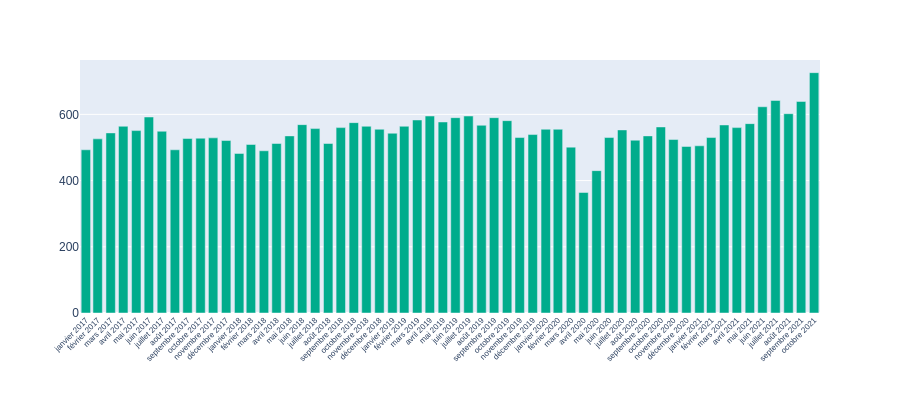 600
400
200
0
janvier 2017
février 2017
mars 2017
avril 2017
mai 2017
juin 2017
juillet 2017
août 2017
septembre 2017
octobre 2017
novembre 2017
décembre 2017
janvier 2018
février 2018
mars 2018
avril 2018
mai 2018
juin 2018
juillet 2018
août 2018
septembre 2018
octobre 2018
novembre 2018
décembre 2018
janvier 2019
février 2019
mars 2019
avril 2019
mai 2019
juin 2019
juillet 2019
août 2019
septembre 2019
octobre 2019
novembre 2019
décembre 2019
janvier 2020
février 2020
mars 2020
avril 2020
mai 2020
juin 2020
juillet 2020
août 2020
septembre 2020
octobre 2020
novembre 2020
décembre 2020
janvier 2021
février 2021
mars 2021
avril 2021
mai 2021
juin 2021
juillet 2021
août 2021
septembre 2021
octobre 2021